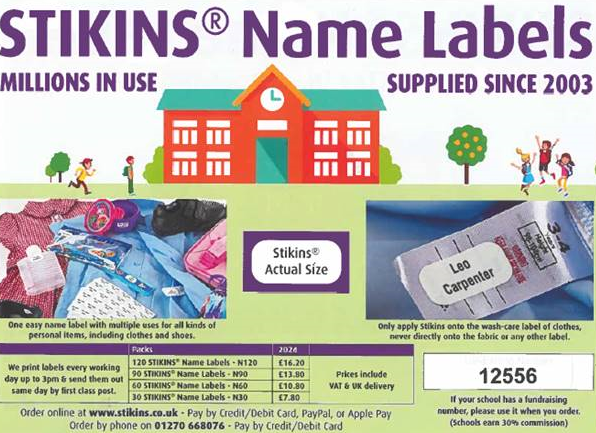 STIKINS® Name Labels
MILLIONS IN USE
SUPPLIED SINCE 2003
Stikins®
Actual Size
Leo
Carpenter
3-4
One easy name label with multiple uses for all kinds of
personal items, including clothes and shoes.
Only apply Stikins onto the wash-care label of clothes,
never directly onto the fabric or any other label.
We print labels every working
day up to 3pm & send them out
same day by first class post.
Packs 2024
120 STIKINS® Name Labels - N120 £16.20
90 STIKINS® Name Labels - N90 £13.80
60 STIKINS® Name Labels - N60 £10.80
30 STIKINS® Name Labels - N30 £7.80
Prices include
VAT & UK delivery
12556
If your school has a fundraising
number, please use it when you order.
(Schools earn 30% commission)
Order online at www.stikins.co.uk - Pay by Credit/Debit Card, PayPal, or Apple Pay
Order by phone on 01270 668076 - Pay by Credit/Debit Card